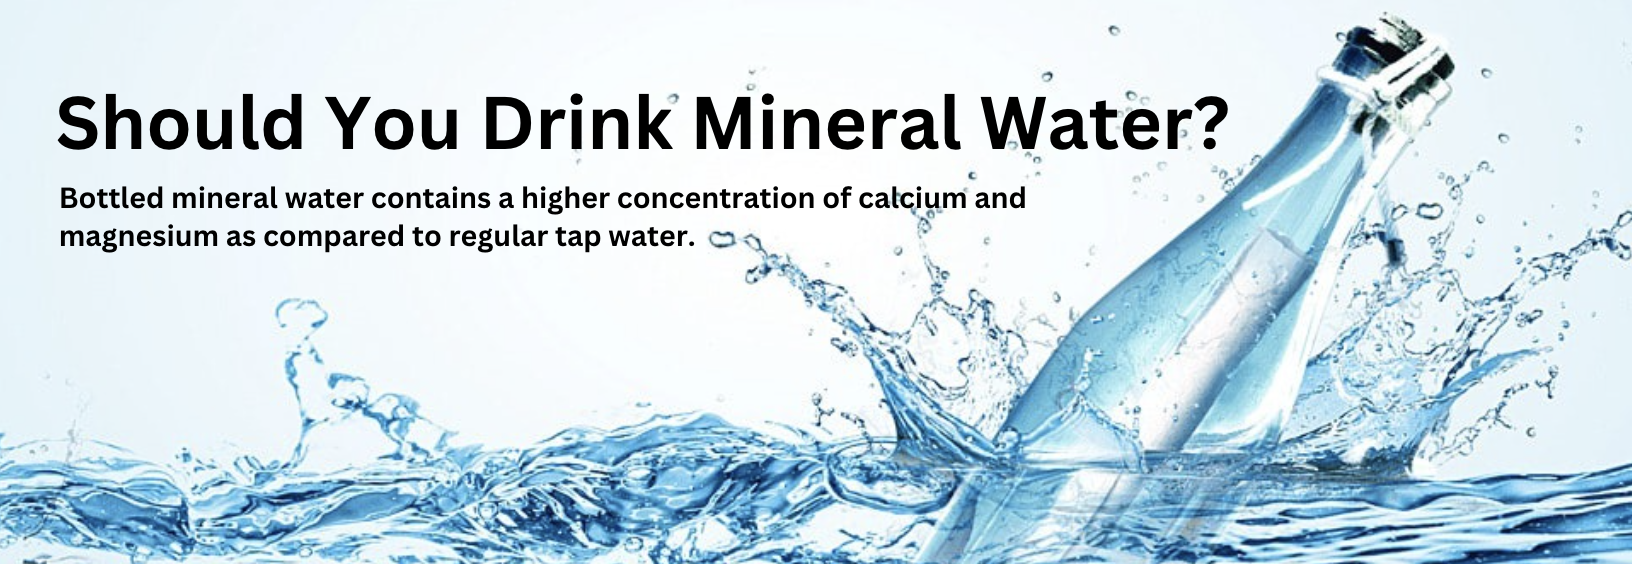 Should You Drink Mineral Water?
Bottled mineral water contains a higher concentration of calcium and
magnesium as compared to regular tap water.